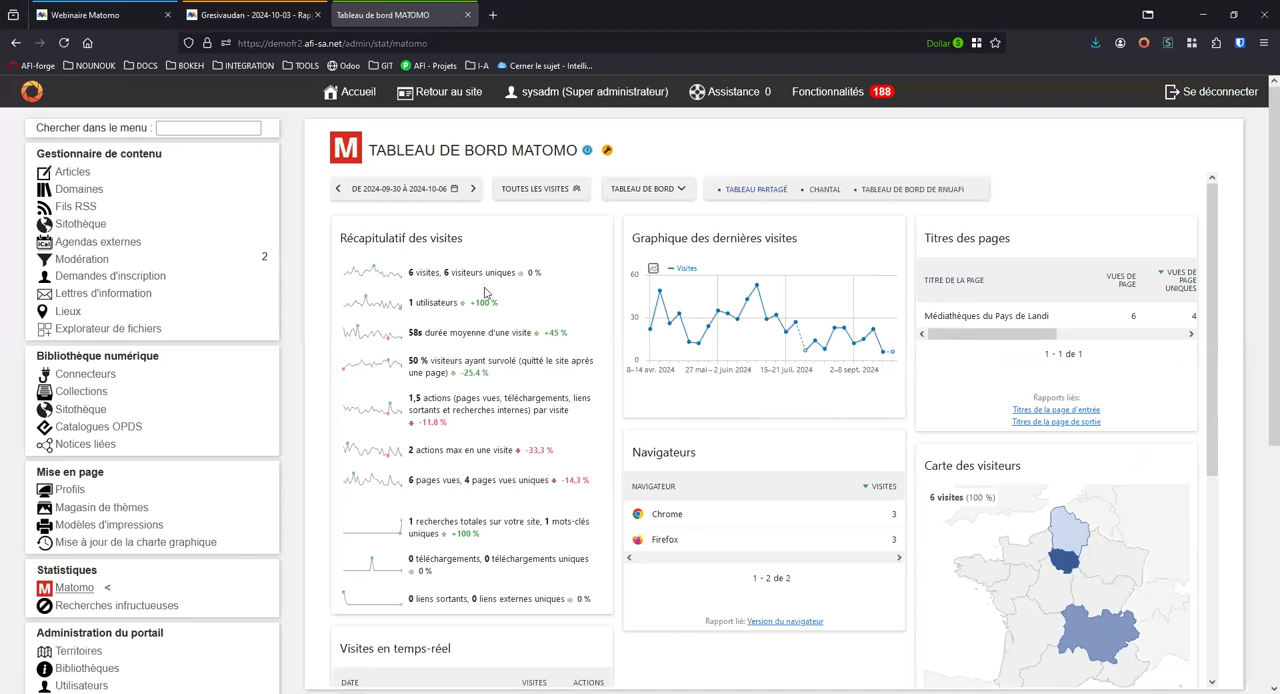 Webinaire Matomo
Gresivaudan - 2024-10-03 - Rap
Tableau de bord MATOMO
https://demofr2.afi-sa.net/admin/stat/matomo
Dollar
AFI-forge
NOUNOUK
DOCS
BOKEH
INTEGRATION
TOOLS
Odoo
GIT
AFI - Projets
I-A
Cerner le sujet - Intelli...
Accueil
Retour au site
sysadm (Super administrateur)
Assistance 0
Fonctionnalités 188
Se déconnecter
Chercher dans le menu :
Gestionnaire de contenu
Articles
Domaines
Fils RSS
Sitothèque
Agendas externes
Modération 2
Demandes d'inscription
Lettres d'information
Lieux
Explorateur de fichiers
Bibliothèque numérique
Connecteurs
Collections
Sitothèque
Catalogues OPDS
Notices liées
Mise en page
Profils
Magasin de thèmes
Modèles d'impressions
Mise à jour de la charte graphique
Statistiques
Matomo <
Recherches infructueuses
Administration du portail
Territoires
Bibliothèques
Utilisateurs
M TABLEAU DE BORD MATOMO
DE 2024-09-30 À 2024-10-06
TOUTES LES VISITES
TABLEAU DE BORD
TABLEAU PARTAGÉ
CHANTAL
TABLEAU DE BORD DE RNUAFI
Récapitulatif des visites
6 visites, 6 visiteurs uniques 0 %
1 utilisateurs +100 %
58s durée moyenne d'une visite +45 %
50 % visiteurs ayant survolé (quitté le site après
une page) -25,4 %
1,5 actions (pages vues, téléchargements, liens
sortants et recherches internes) par visite
-11,8 %
2 actions max en une visite -33,3 %
6 pages vues, 4 pages vues uniques -14,3 %
1 recherches totales sur votre site, 1 mots-clés
uniques +100 %
0 téléchargements, 0 téléchargements uniques
0 %
0 liens sortants, 0 liens externes uniques 0 %
Visites en temps-réel
DATE VISITES ACTIONS
Graphique des dernières visites
Visites
60
30
0
8–14 avr. 2024 27 mai – 2 juin 2024 15–21 juil. 2024 2–8 sept. 2024
Navigateurs
NAVIGATEUR VISITES
Chrome 3
Firefox 3
1 - 2 de 2
Rapport lié: Version du navigateur
Titres des pages
TITRE DE LA PAGE
VUES DE
PAGE
VUES DE
PAGE
UNIQUES
Médiathèques du Pays de Landi 6 4
1 - 1 de 1
Rapports liés:
Titres de la page d'entrée
Titres de la page de sortie
Carte des visiteurs
6 visites (100 %)